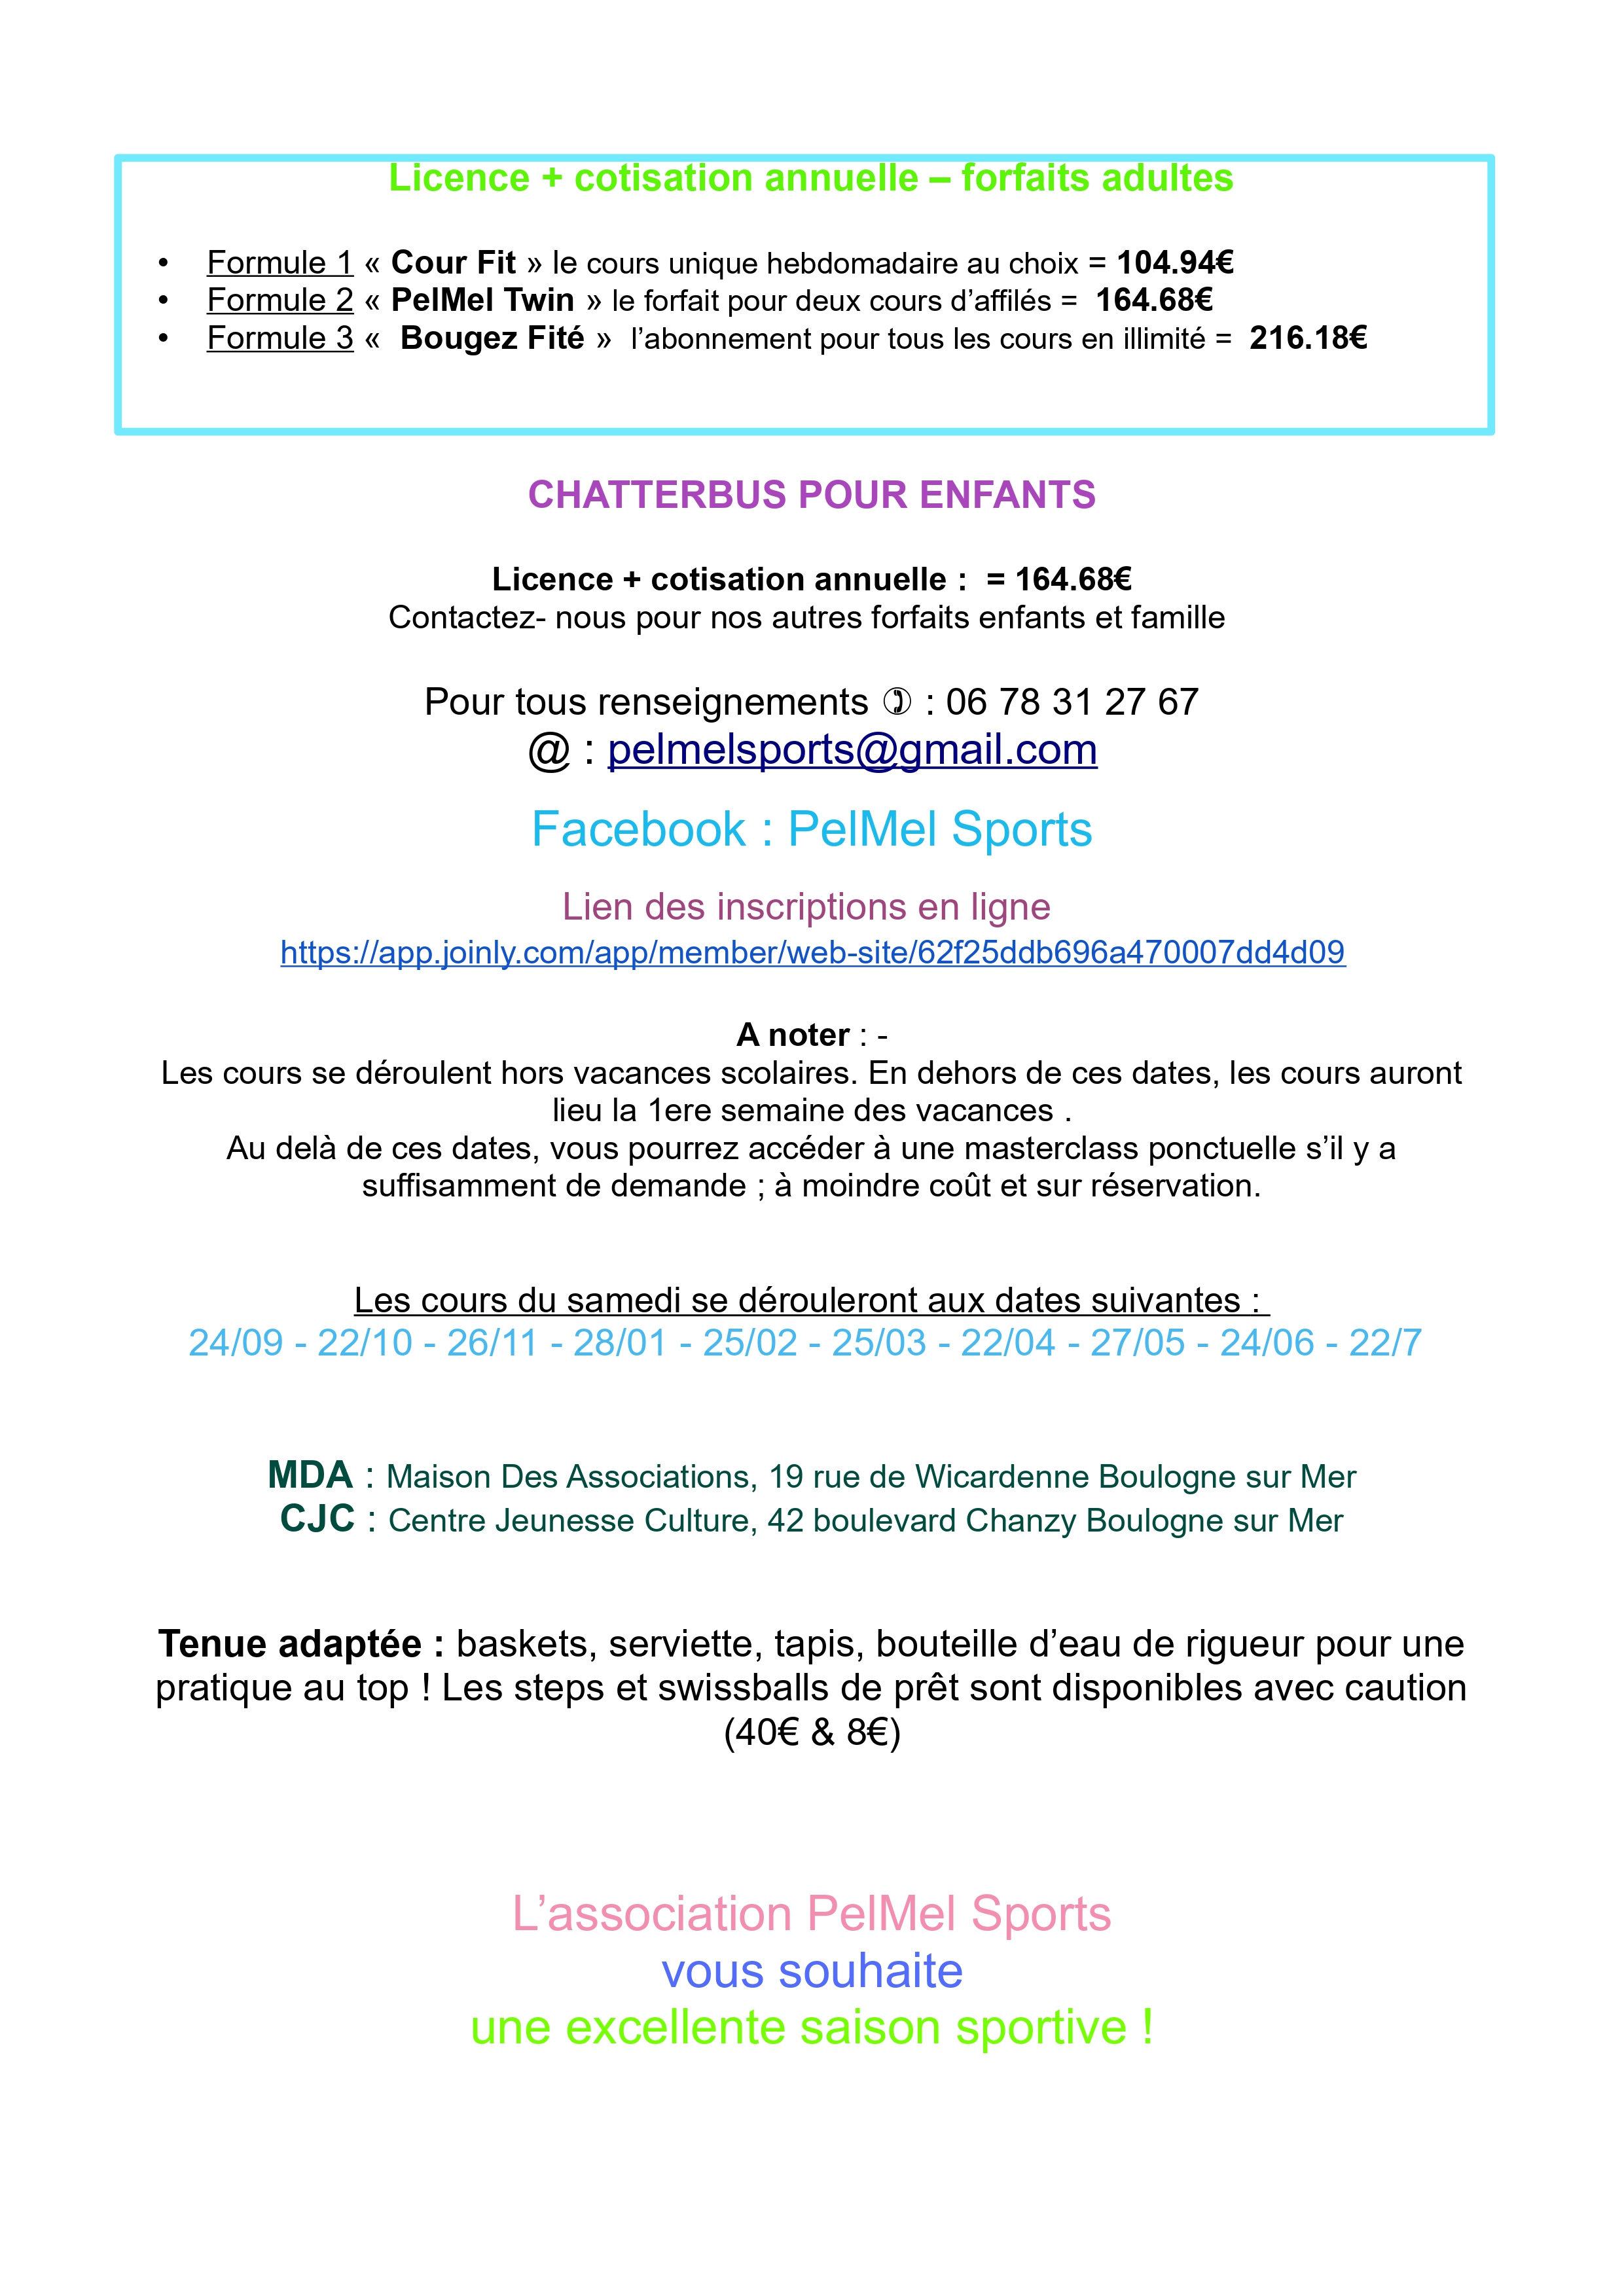 Licence + cotisation annuelle – forfaits adultes
• Formule 1 « Cour Fit » le cours unique hebdomadaire au choix = 104.94€
• Formule 2 « PelMel Twin » le forfait pour deux cours d’affilés = 164.68€
• Formule 3 « Bougez Fité » l’abonnement pour tous les cours en illimité = 216.18€
CHATTERBUS POUR ENFANTS
Licence + cotisation annuelle : = 164.68€
Contactez- nous pour nos autres forfaits enfants et famille
Pour tous renseignements ✆ : 06 78 31 27 67
@ : pelmelsports@gmail.com
Facebook : PelMel Sports
Lien des inscriptions en ligne
https://app.joinly.com/app/member/web-site/62f25ddb696a470007dd4d09
A noter : -
Les cours se déroulent hors vacances scolaires. En dehors de ces dates, les cours auront
lieu la 1ere semaine des vacances .
Au delà de ces dates, vous pourrez accéder à une masterclass ponctuelle s’il y a
suffisamment de demande ; à moindre coût et sur réservation.
Les cours du samedi se dérouleront aux dates suivantes :
24/09 - 22/10 - 26/11 - 28/01 - 25/02 - 25/03 - 22/04 - 27/05 - 24/06 - 22/7
MDA : Maison Des Associations, 19 rue de Wicardenne Boulogne sur Mer
CJC : Centre Jeunesse Culture, 42 boulevard Chanzy Boulogne sur Mer
Tenue adaptée : baskets, serviette, tapis, bouteille d’eau de rigueur pour une
pratique au top ! Les steps et swissballs de prêt sont disponibles avec caution
(40€ & 8€)
L’association PelMel Sports
vous souhaite
une excellente saison sportive !